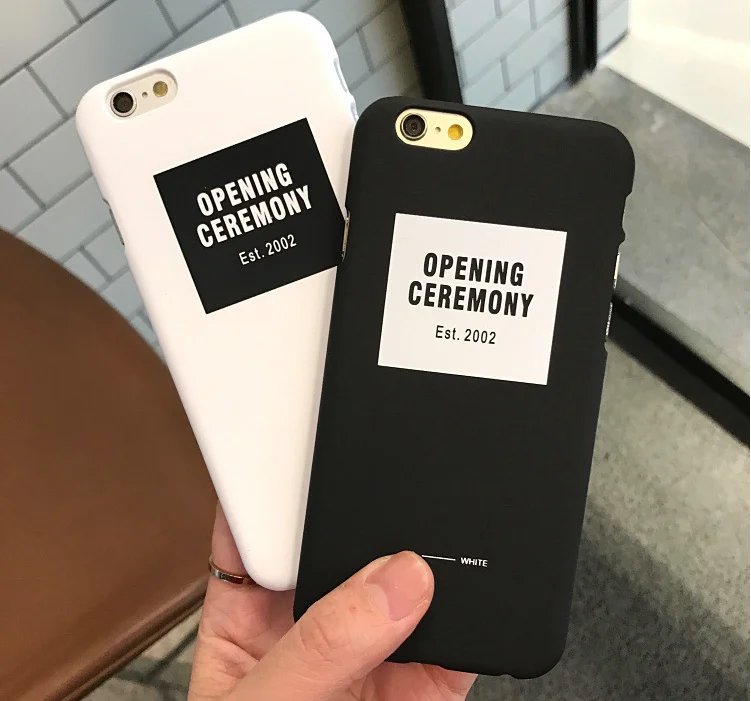 OPENING
CEREMONY
Est. 2002
OPENING
CEREMONY
Est. 2002
WHITE